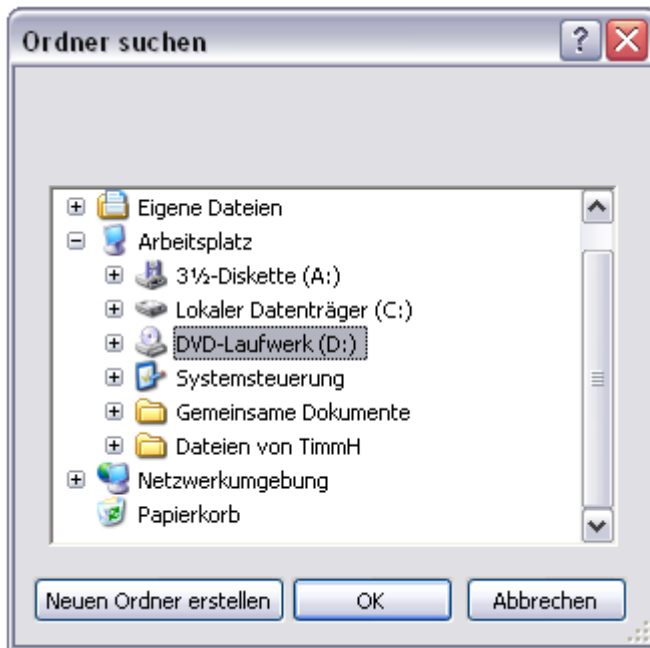 Ordner suchen
Eigene Dateien
Arbeitsplatz
3½-Diskette (A:)
Lokaler Datenträger (C:)
DVD-Laufwerk (D:)
Systemsteuerung
Gemeinsame Dokumente
Dateien von TimmH
Netzwerkumgebung
Papierkorb
Neuen Ordner erstellen OK Abbrechen